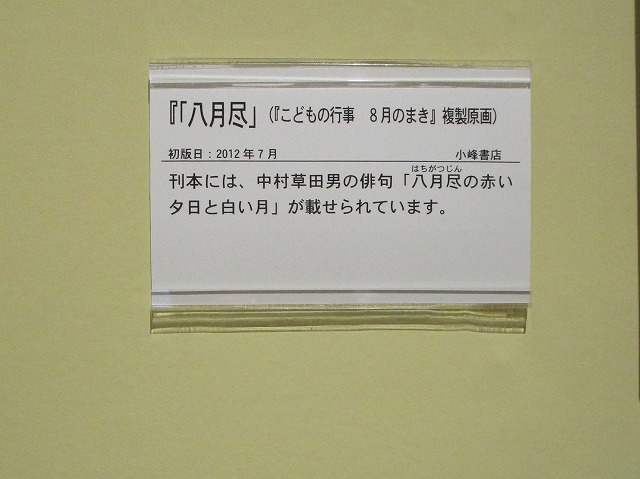 『「八月尽」（『こどもの行事　８月のまき』複製原画）
初版日：2012年７月　小峰書店
はちがつじん
刊本には、中村草田男の俳句「八月尽の赤い
夕日と白い月」が載せられています。